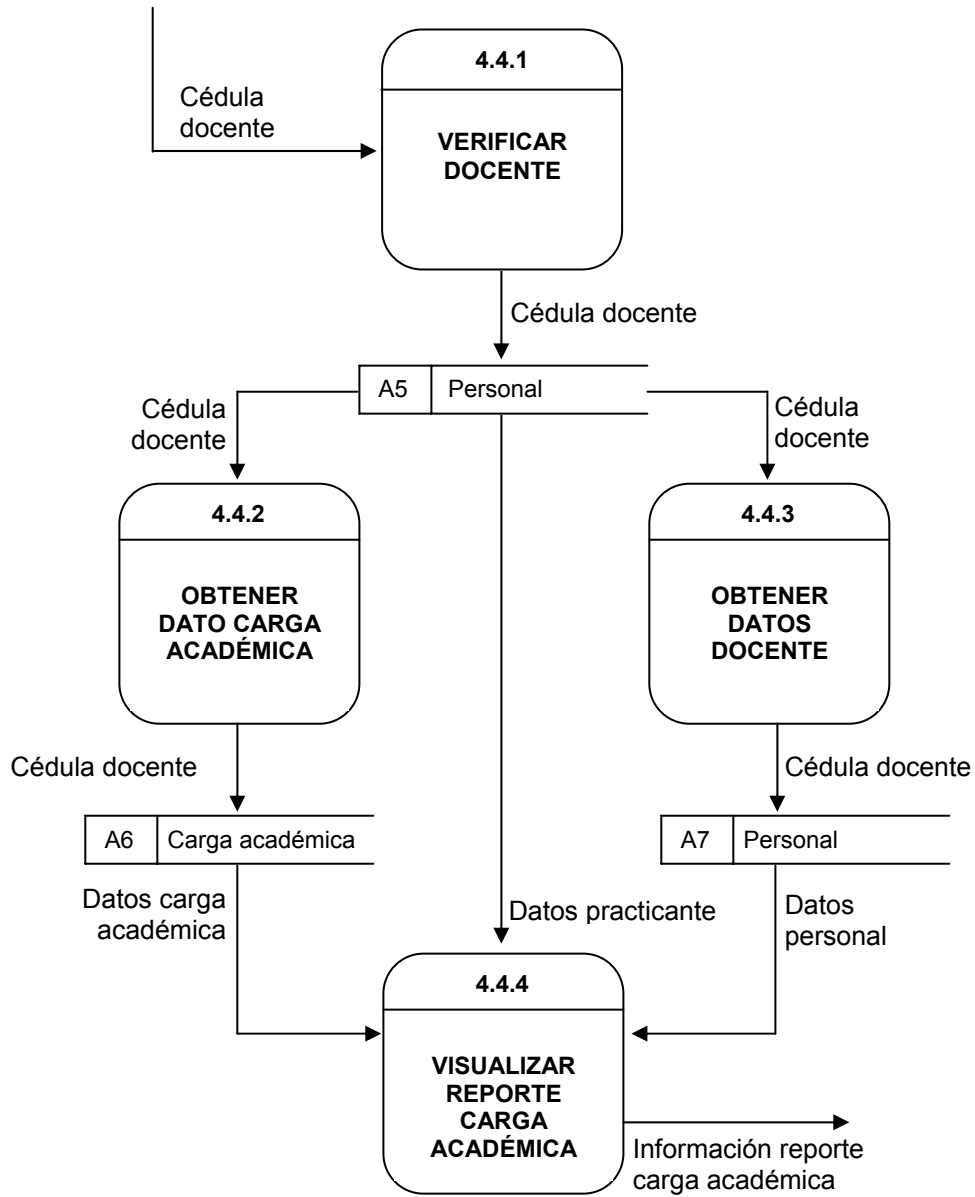 4.4.1
Cédula
docente
VERIFICAR
DOCENTE
Cédula docente
A5
Personal
Cédula
docente
Cédula
docente
4.4.2
OBTENER
DATO CARGA
ACADÉMICA
4.4.3
OBTENER
DATOS
DOCENTE
Cédula docente
Cédula docente
A6
Carga académica
A7
Personal
Datos carga
académica
Datos practicante
Datos
personal
4.4.4
VISUALIZAR
REPORTE
CARGA
ACADÉMICA
Información reporte
carga académica